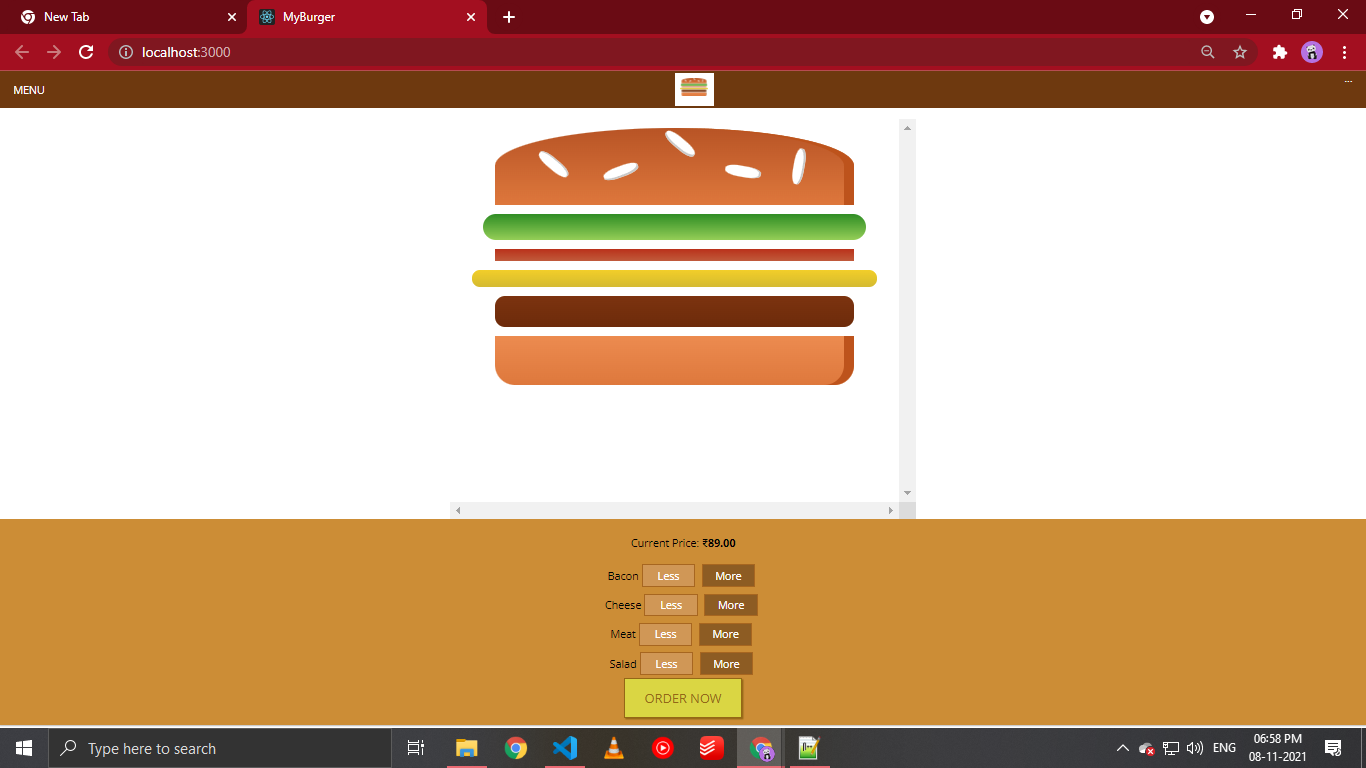 New Tab
MyBurger
localhost:3000
MENU
...
Current Price: ₹89.00
Bacon Less More
Cheese Less More
Meat Less More
Salad Less More
ORDER NOW
Type here to search
ENG
06:58 PM
08-11-2021